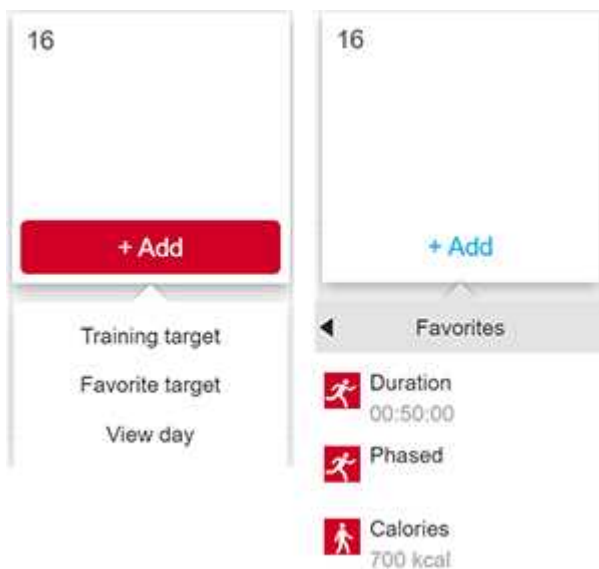 16
+ Add
Training target
Favorite target
View day
16
+ Add
Favorites
Duration
00:50:00
Phased
Calories
700 kcal